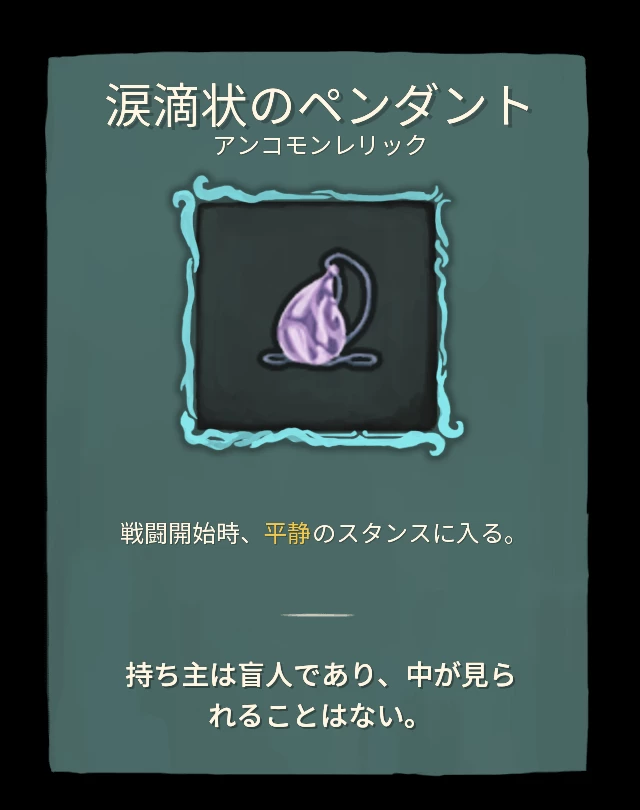 涙滴状のペンダント
アンコモンレリック
戦闘開始時、平静のスタンスに入る。
持ち主は盲人であり、中が見ら
れることはない。